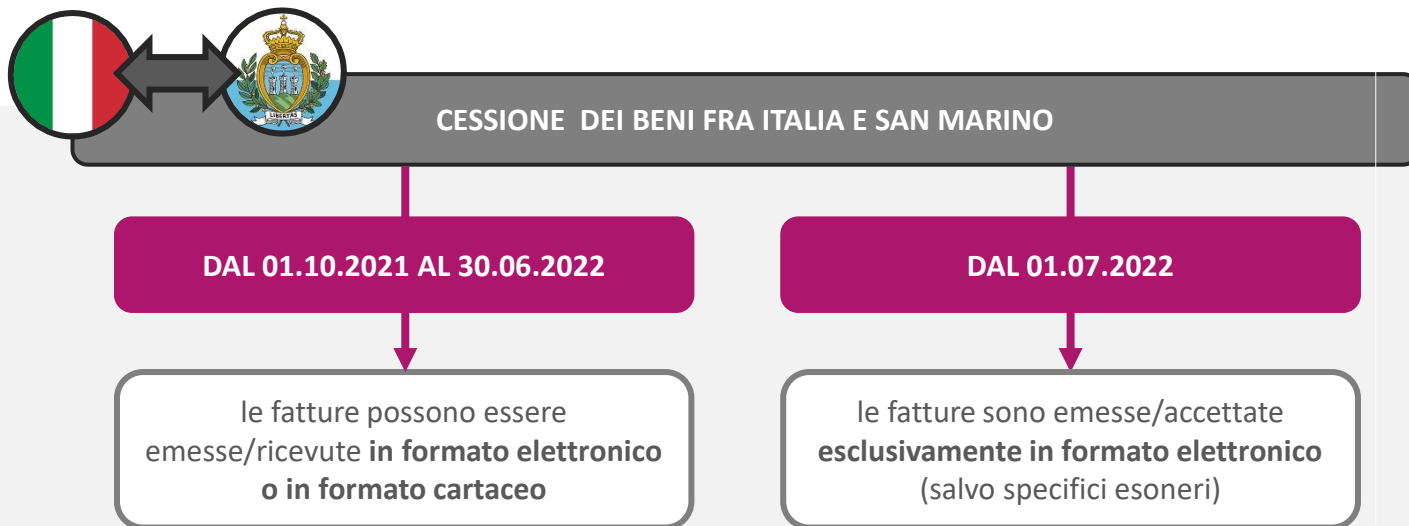 LIBERTAS
CESSIONE DEI BENI FRA ITALIA E SAN MARINO
DAL 01.10.2021 AL 30.06.2022
le fatture possono essere
emesse/ricevute in formato elettronico
o in formato cartaceo
DAL 01.07.2022
le fatture sono emesse/accettate
esclusivamente in formato elettronico
(salvo specifici esoneri)